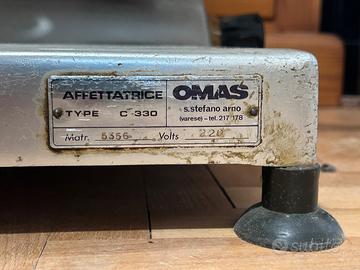 AFFETTATRICE
TYPE C-330
OMAS
s.stefano arno
(varese) - tel. 217 178
Matr. 5356 Volts 220
subito